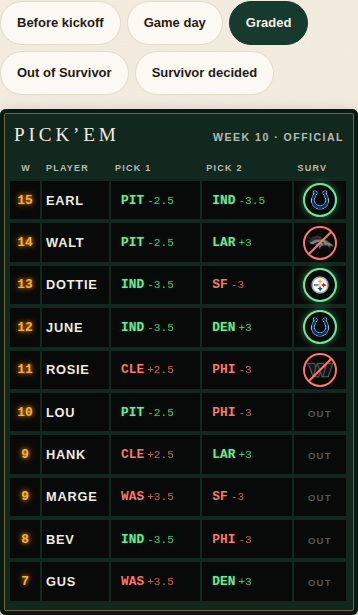 Before kickoff Game day Graded
Out of Survivor Survivor decided
PICK'EM WEEK 10 · OFFICIAL
W PLAYER PICK 1 PICK 2 SURV
15 EARL PIT -2.5 IND -3.5
14 WALT PIT -2.5 LAR +3
13 DOTTIE IND -3.5 SF -3
12 JUNE IND -3.5 DEN +3
11 ROSIE CLE +2.5 PHI -3
10 LOU PIT -2.5 PHI -3 OUT
9 HANK CLE +2.5 LAR +3 OUT
9 MARGE WAS +3.5 SF -3 OUT
8 BEV IND -3.5 PHI -3 OUT
7 GUS WAS +3.5 DEN +3 OUT